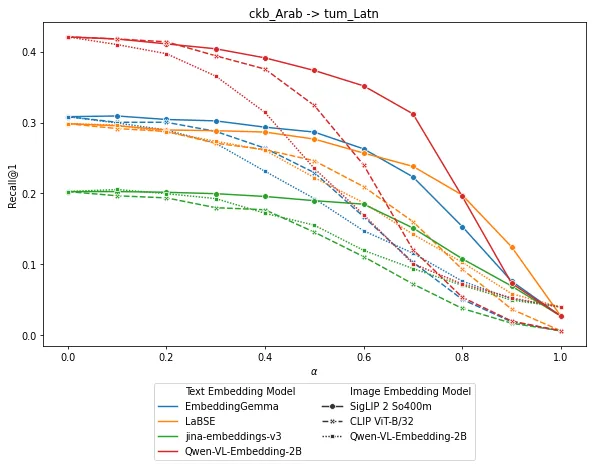 ckb_Arab -> tum_Latn
Recall@1
0.4
0.3
0.2
0.1
0.0
0.0 0.2 0.4 0.6 0.8 1.0
α
Text Embedding Model Image Embedding Model
EmbeddingGemma SigLIP 2 So400m
LaBSE CLIP ViT-B/32
jina-embeddings-v3 Qwen-VL-Embedding-2B
Qwen-VL-Embedding-2B